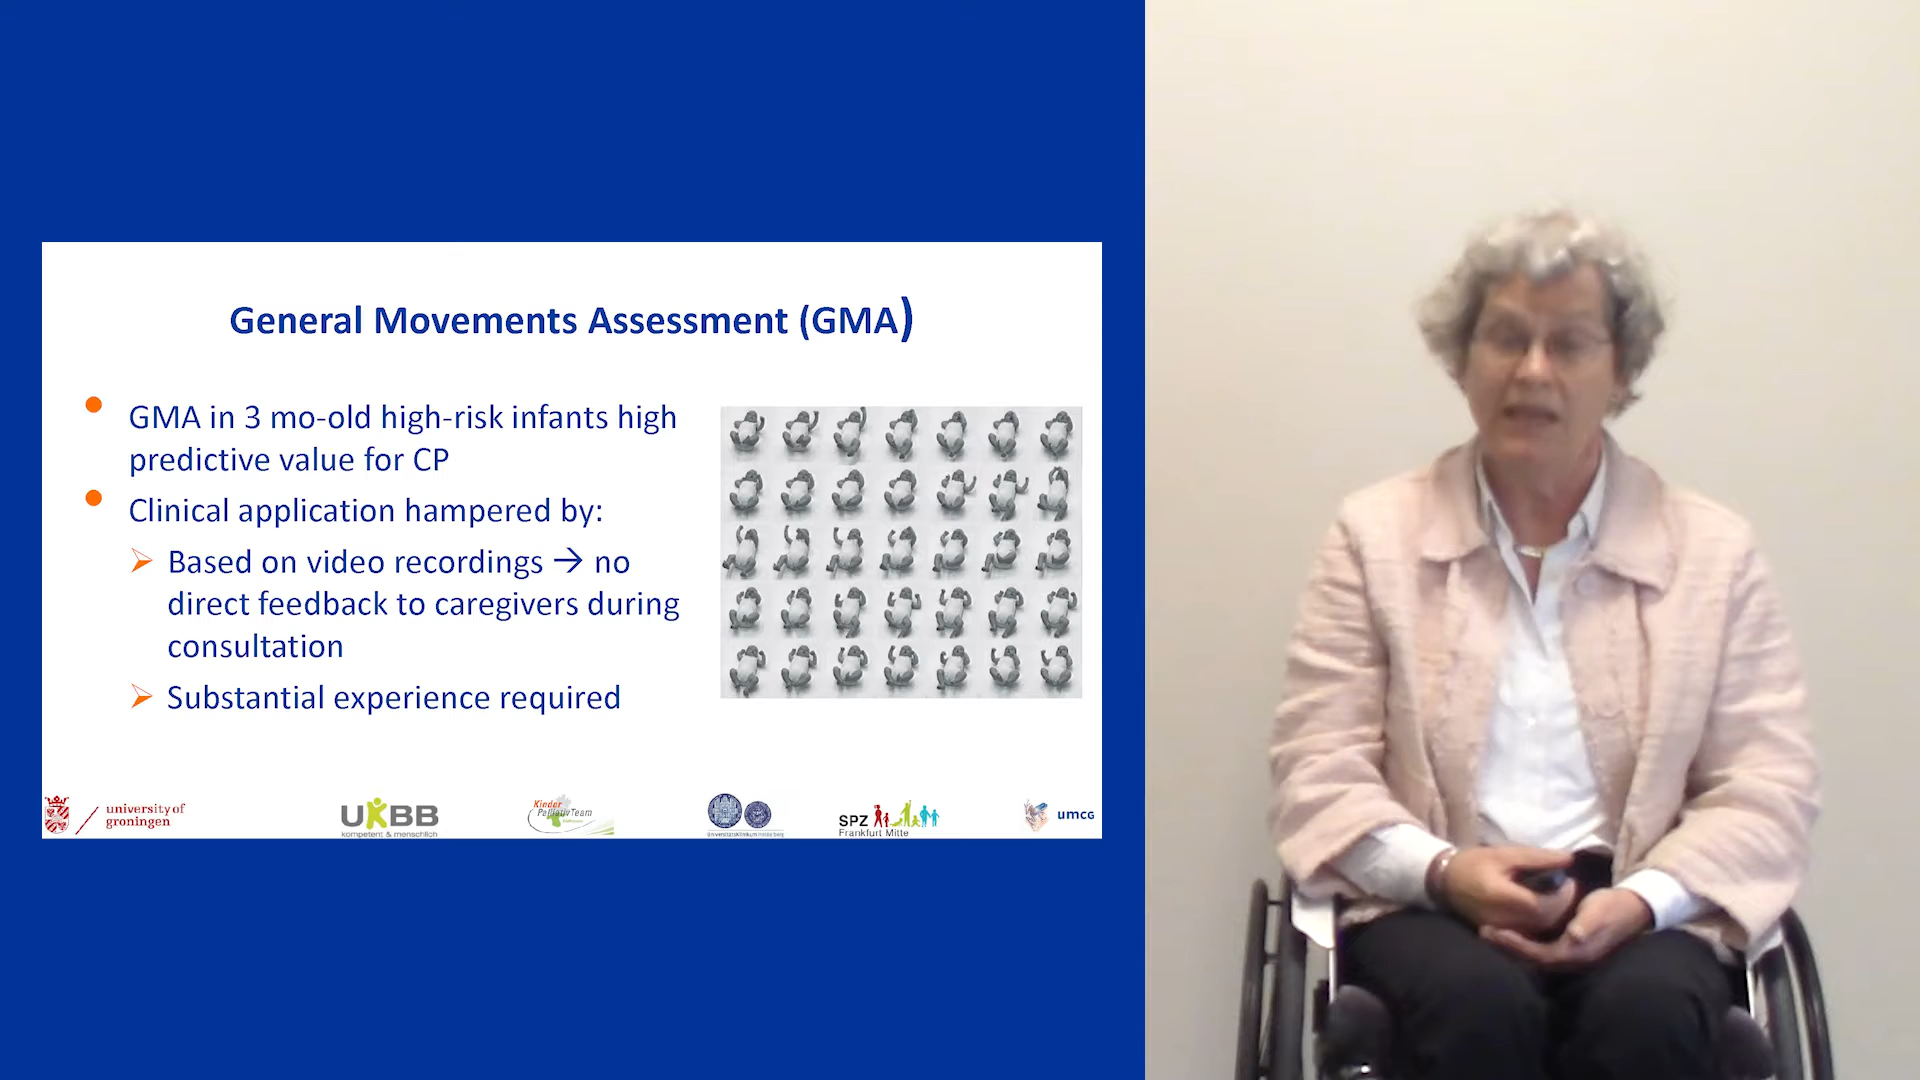 General Movements Assessment (GMA)
• GMA in 3 mo-old high-risk infants high
predictive value for CP
• Clinical application hampered by:
➢ Based on video recordings → no
direct feedback to caregivers during
consultation
➢ Substantial experience required
university of
groningen
UKBB
kompetent & menschlich
Kinder
PalliativTeam
UniversitätsKlinikum Heidelberg
SPZ
Frankfurt Mitte
umcg